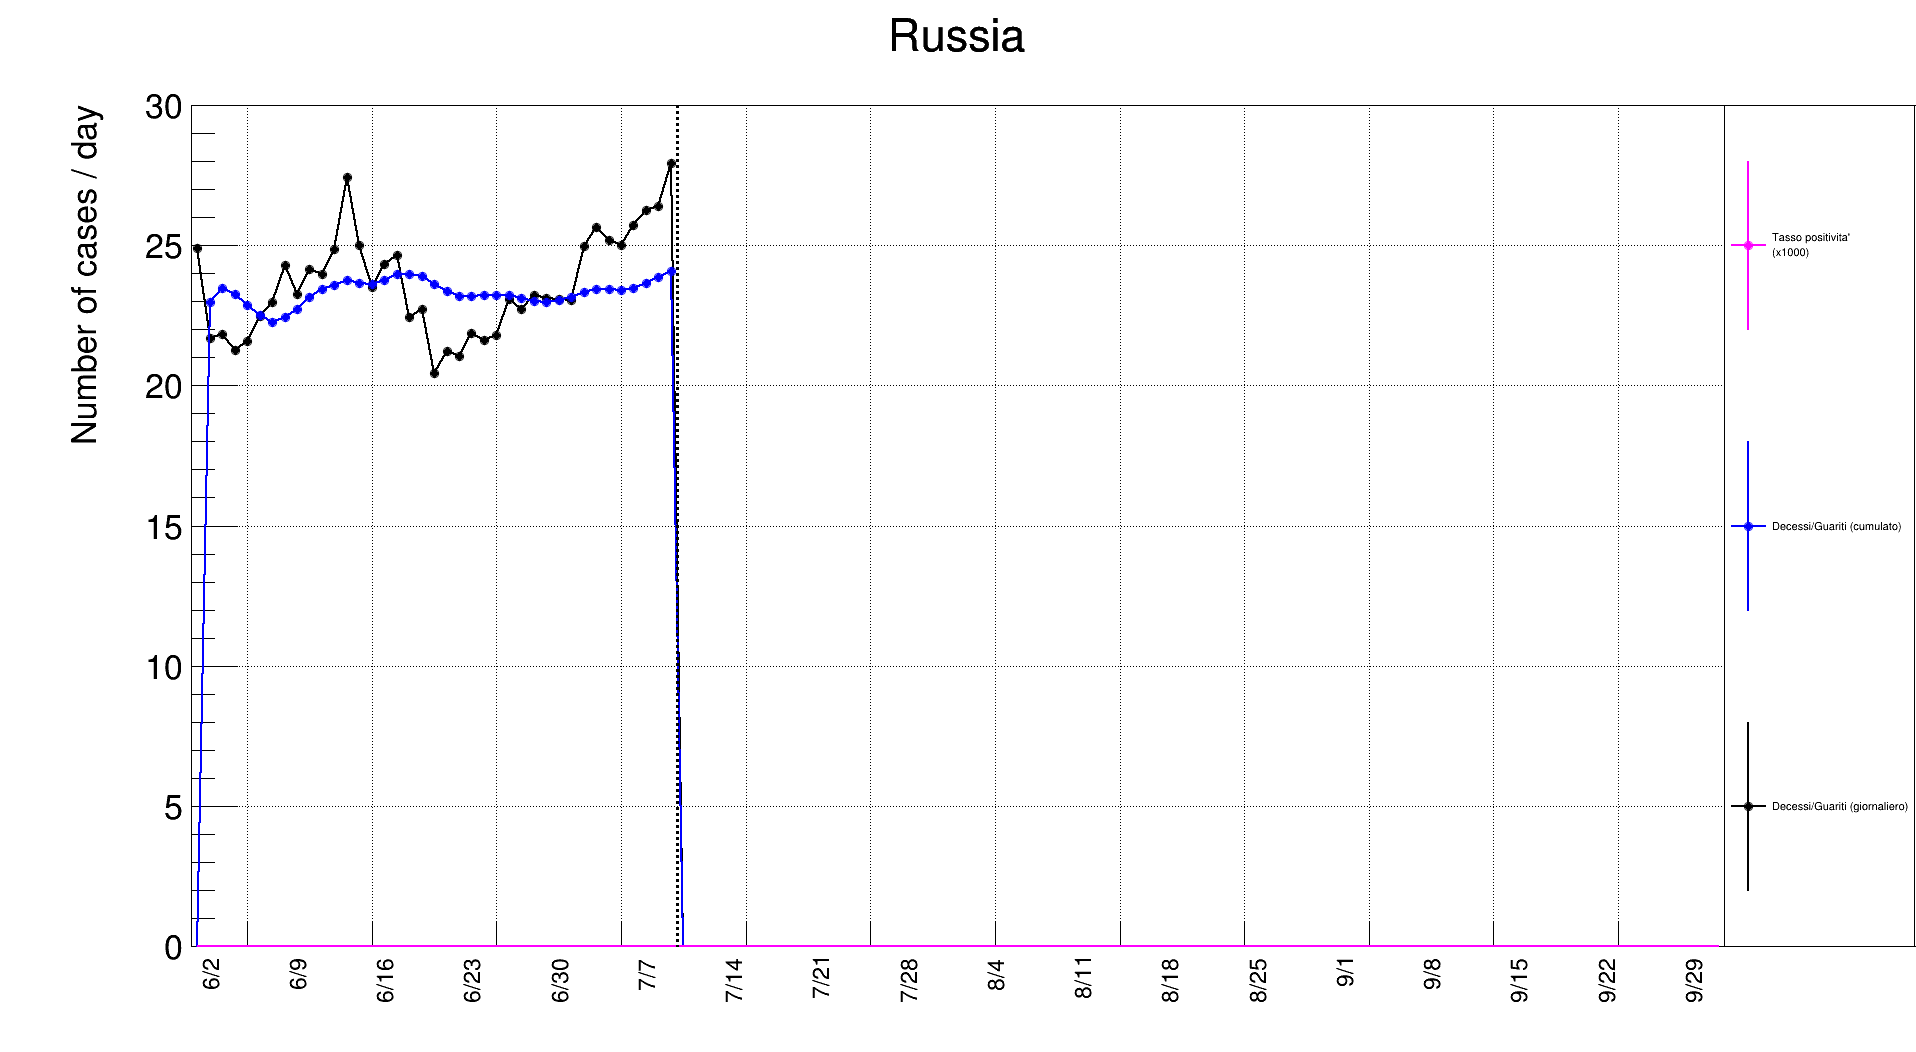 Russia
Number of cases / day
30
25
20
15
10
5
0
6/2 6/9 6/16 6/23 6/30 7/7 7/14 7/21 7/28 8/4 8/11 8/18 8/25 9/1 9/8 9/15 9/22 9/29
Tasso positivita'
(x1000)
Decessi/Guariti (cumulato)
Decessi/Guariti (giornaliero)